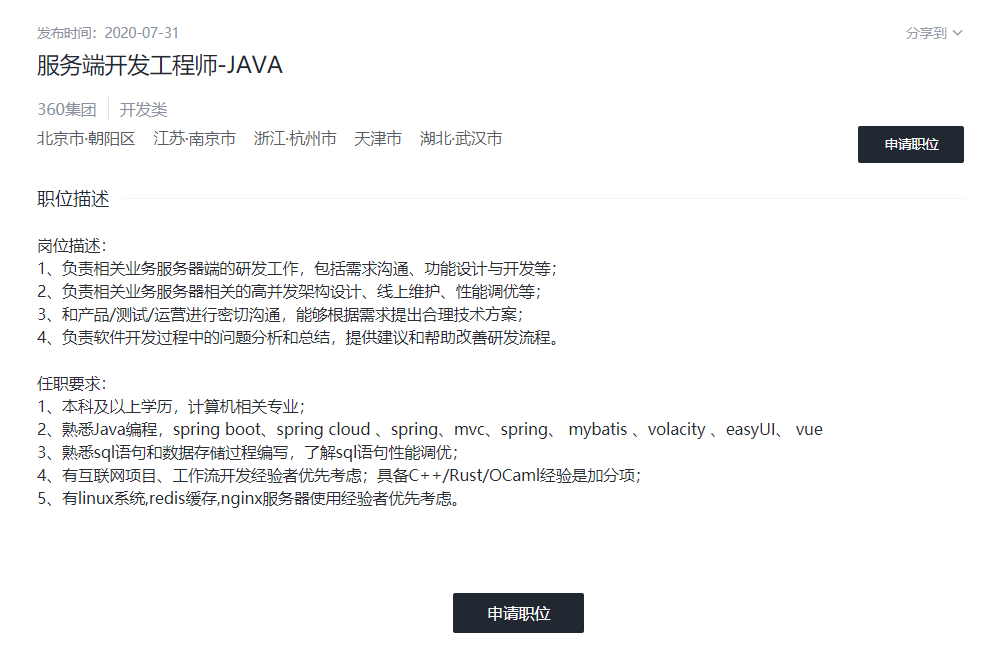 发布时间：2020-07-31
分享到
服务端开发工程师-JAVA
360集团 开发类
北京市·朝阳区 江苏·南京市 浙江·杭州市 天津市 湖北·武汉市
申请职位
职位描述
岗位描述：
1、负责相关业务服务器端的研发工作，包括需求沟通、功能设计与开发等；
2、负责相关业务服务器相关的高并发架构设计、线上维护、性能调优等；
3、和产品/测试/运营进行密切沟通，能够根据需求提出合理技术方案；
4、负责软件开发过程中的问题分析和总结，提供建议和帮助改善研发流程。
任职要求：
1、本科及以上学历，计算机相关专业；
2、熟悉Java编程，spring boot、spring cloud 、spring、mvc、spring、 mybatis 、volacity 、easyUI、 vue
3、熟悉sql语句和数据存储过程编写，了解sql语句性能调优；
4、有互联网项目、工作流开发经验者优先考虑；具备C++/Rust/OCaml经验是加分项；
5、有linux系统,redis缓存,nginx服务器使用经验者优先考虑。
申请职位